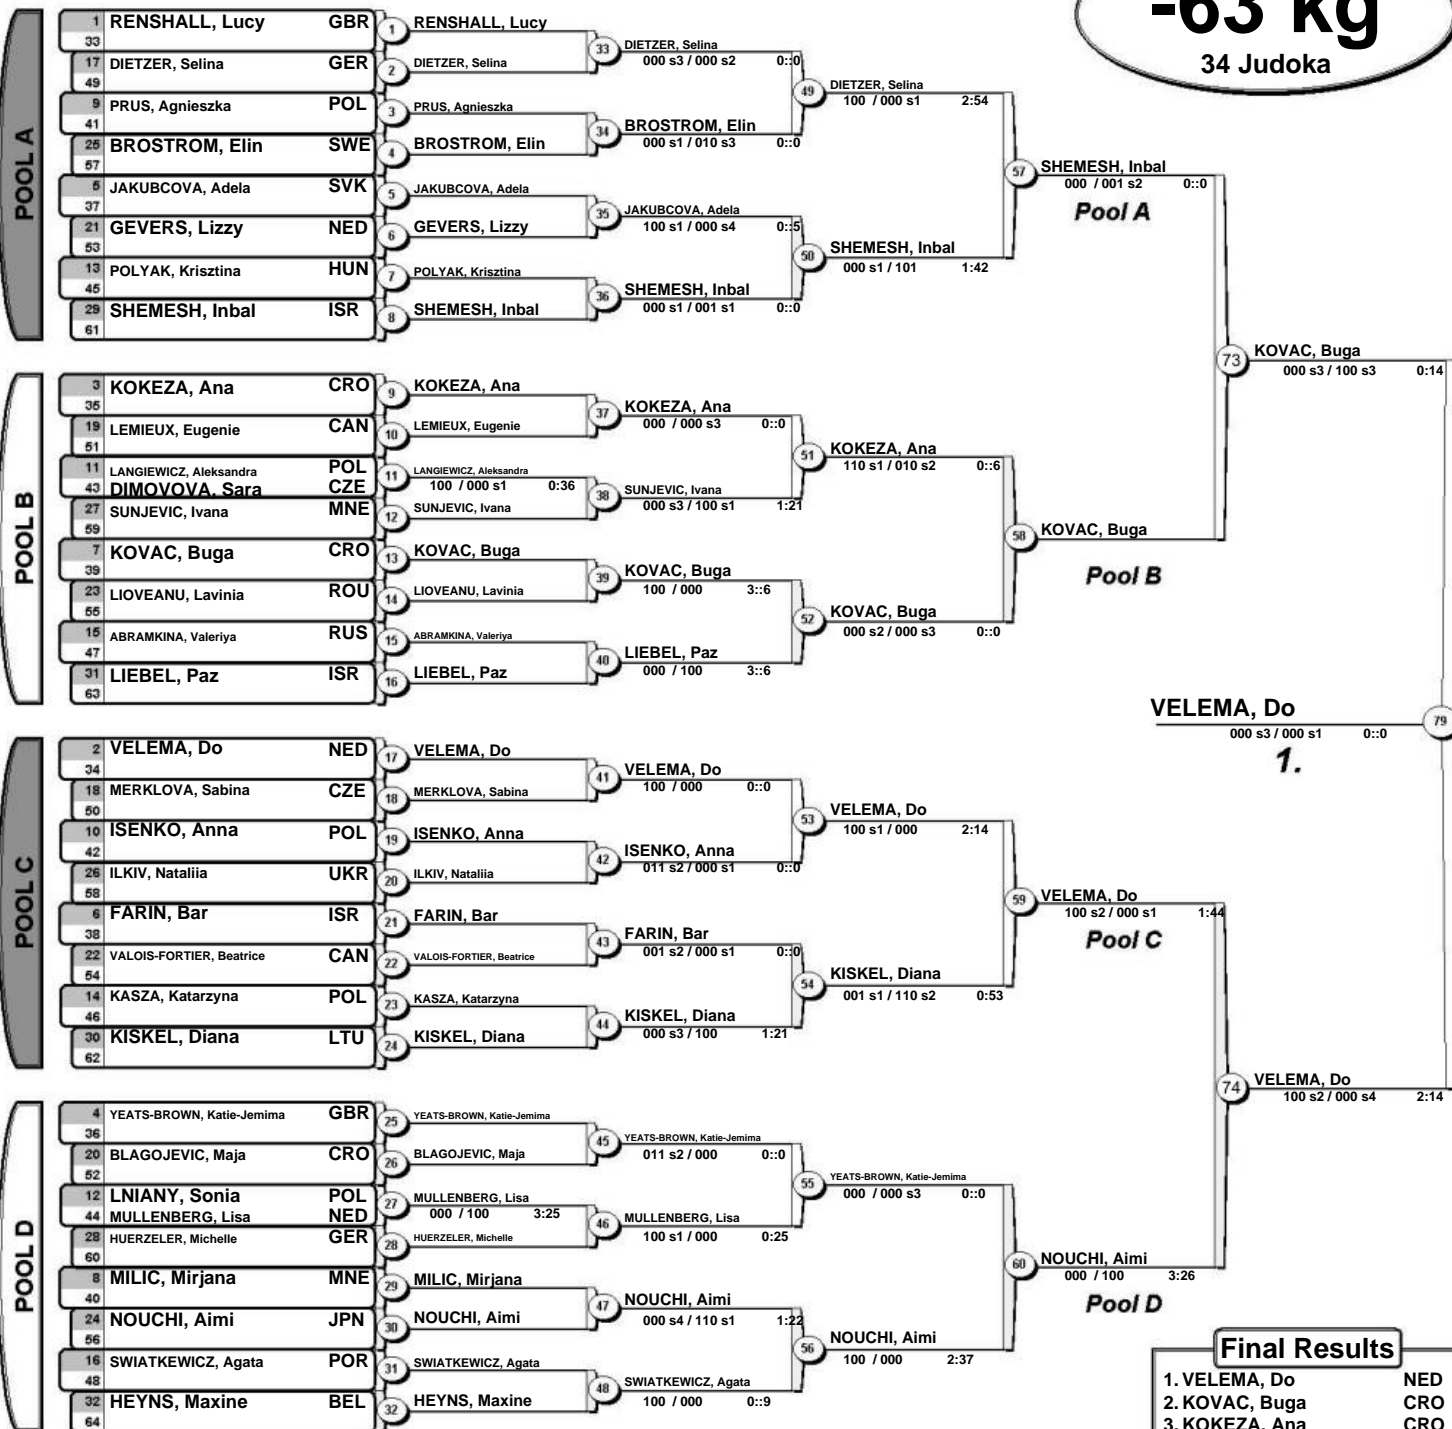 -63 kg
34 Judoka
POOL A
1 RENSHALL, Lucy GBR
33
17 DIETZER, Selina GER
49
9 PRUS, Agnieszka POL
41
25 BROSTROM, Elin SWE
57
5 JAKUBCOVA, Adela SVK
37
21 GEVERS, Lizzy NED
53
13 POLYAK, Krisztina HUN
45
29 SHEMESH, Inbal ISR
61
1 RENSHALL, Lucy
2 DIETZER, Selina
3 PRUS, Agnieszka
4 BROSTROM, Elin
5 JAKUBCOVA, Adela
6 GEVERS, Lizzy
7 POLYAK, Krisztina
8 SHEMESH, Inbal
33 DIETZER, Selina
000 s3 / 000 s2 0::0
34 BROSTROM, Elin
000 s1 / 010 s3 0::0
35 JAKUBCOVA, Adela
100 s1 / 000 s4 0::5
36 SHEMESH, Inbal
000 s1 / 001 s1 0::0
49 DIETZER, Selina
100 / 000 s1 2:54
50 SHEMESH, Inbal
000 s1 / 101 1:42
57 SHEMESH, Inbal
000 / 001 s2 0::0
Pool A
POOL B
3 KOKEZA, Ana CRO
35
19 LEMIEUX, Eugenie CAN
51
11 LANGIEWICZ, Aleksandra POL
43 DIMOVOVA, Sara CZE
27 SUNJEVIC, Ivana MNE
59
7 KOVAC, Buga CRO
39
23 LIOVEANU, Lavinia ROU
55
15 ABRAMKINA, Valeriya RUS
47
31 LIEBEL, Paz ISR
63
9 KOKEZA, Ana
10 LEMIEUX, Eugenie
11 LANGIEWICZ, Aleksandra
100 / 000 s1 0:36
12 SUNJEVIC, Ivana
13 KOVAC, Buga
14 LIOVEANU, Lavinia
15 ABRAMKINA, Valeriya
16 LIEBEL, Paz
37 KOKEZA, Ana
000 / 000 s3 0::0
38 SUNJEVIC, Ivana
000 s3 / 100 s1 1:21
39 KOVAC, Buga
100 / 000 3::6
40 LIEBEL, Paz
000 / 100 3::6
51 KOKEZA, Ana
110 s1 / 010 s2 0::6
52 KOVAC, Buga
000 s2 / 000 s3 0::0
58 KOVAC, Buga
Pool B
73 KOVAC, Buga
000 s3 / 100 s3 0:14
VELEMA, Do 79
000 s3 / 000 s1 0::0
1.
POOL C
2 VELEMA, Do NED
34
18 MERKLOVA, Sabina CZE
50
10 ISENKO, Anna POL
42
26 ILKIV, Nataliia UKR
58
6 FARIN, Bar ISR
38
22 VALOIS-FORTIER, Beatrice CAN
54
14 KASZA, Katarzyna POL
46
30 KISKEL, Diana LTU
62
17 VELEMA, Do
18 MERKLOVA, Sabina
19 ISENKO, Anna
20 ILKIV, Nataliia
21 FARIN, Bar
22 VALOIS-FORTIER, Beatrice
23 KASZA, Katarzyna
24 KISKEL, Diana
41 VELEMA, Do
100 / 000 0::0
42 ISENKO, Anna
011 s2 / 000 s1 0::0
43 FARIN, Bar
001 s2 / 000 s1 0::0
44 KISKEL, Diana
000 s3 / 100 1:21
53 VELEMA, Do
100 s1 / 000 2:14
54 KISKEL, Diana
001 s1 / 110 s2 0:53
59 VELEMA, Do
100 s2 / 000 s1 1:44
Pool C
POOL D
4 YEATS-BROWN, Katie-Jemima GBR
36
20 BLAGOJEVIC, Maja CRO
52
12 LNIANY, Sonia POL
44 MULLENBERG, Lisa NED
28 HUERZELER, Michelle GER
60
8 MILIC, Mirjana MNE
40
24 NOUCHI, Aimi JPN
56
16 SWIATKEWICZ, Agata POR
48
32 HEYNS, Maxine BEL
64
25 YEATS-BROWN, Katie-Jemima
26 BLAGOJEVIC, Maja
27 MULLENBERG, Lisa
000 / 100 3:25
28 HUERZELER, Michelle
29 MILIC, Mirjana
30 NOUCHI, Aimi
31 SWIATKEWICZ, Agata
32 HEYNS, Maxine
45 YEATS-BROWN, Katie-Jemima
011 s2 / 000 0::0
46 MULLENBERG, Lisa
100 s1 / 000 0:25
47 NOUCHI, Aimi
000 s4 / 110 s1 1:22
48 SWIATKEWICZ, Agata
100 / 000 0::9
55 YEATS-BROWN, Katie-Jemima
000 / 000 s3 0::0
56 NOUCHI, Aimi
100 / 000 2:37
60 NOUCHI, Aimi
000 / 100 3:26
Pool D
74 VELEMA, Do
100 s2 / 000 s4 2:14
Final Results
1. VELEMA, Do NED
2. KOVAC, Buga CRO
3. KOKEZA, Ana CRO